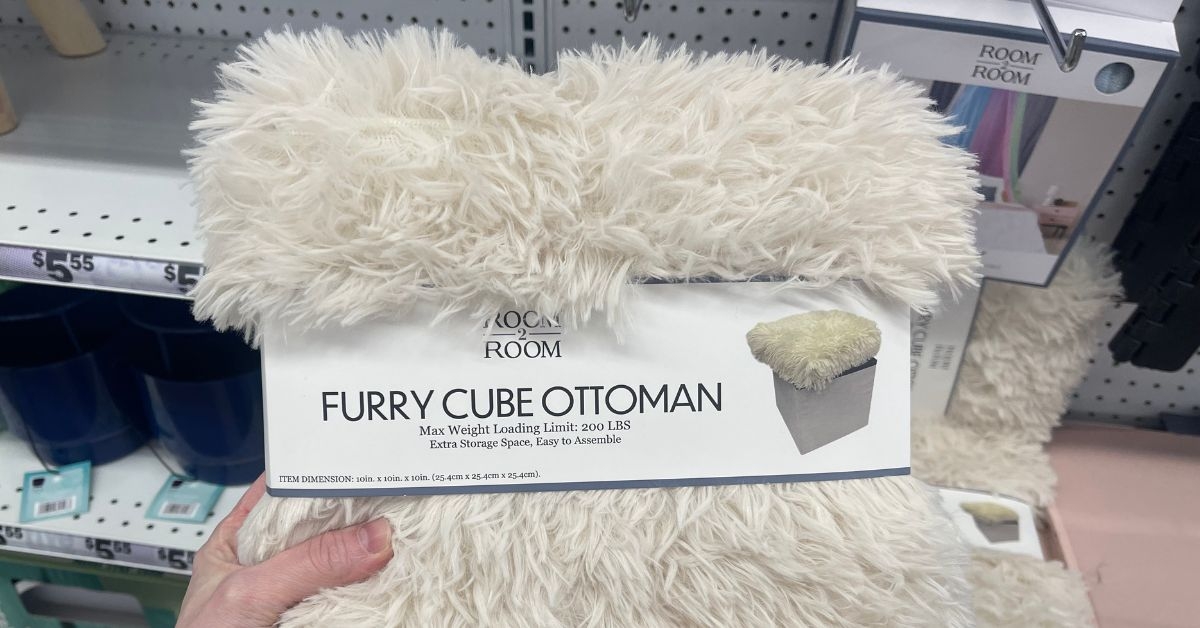 ROOM
2
ROOM
FURRY CUBE OTTOMAN
Max Weight Loading Limit: 200 LBS
Extra Storage Space, Easy to Assemble
ITEM DIMENSION: 10in. x 10in. x 10in. (25.4cm x 25.4cm x 25.4cm).
ROOM
2
ROOM
$5.55
$5
$5.55
$5
CUBE OTTOMAN